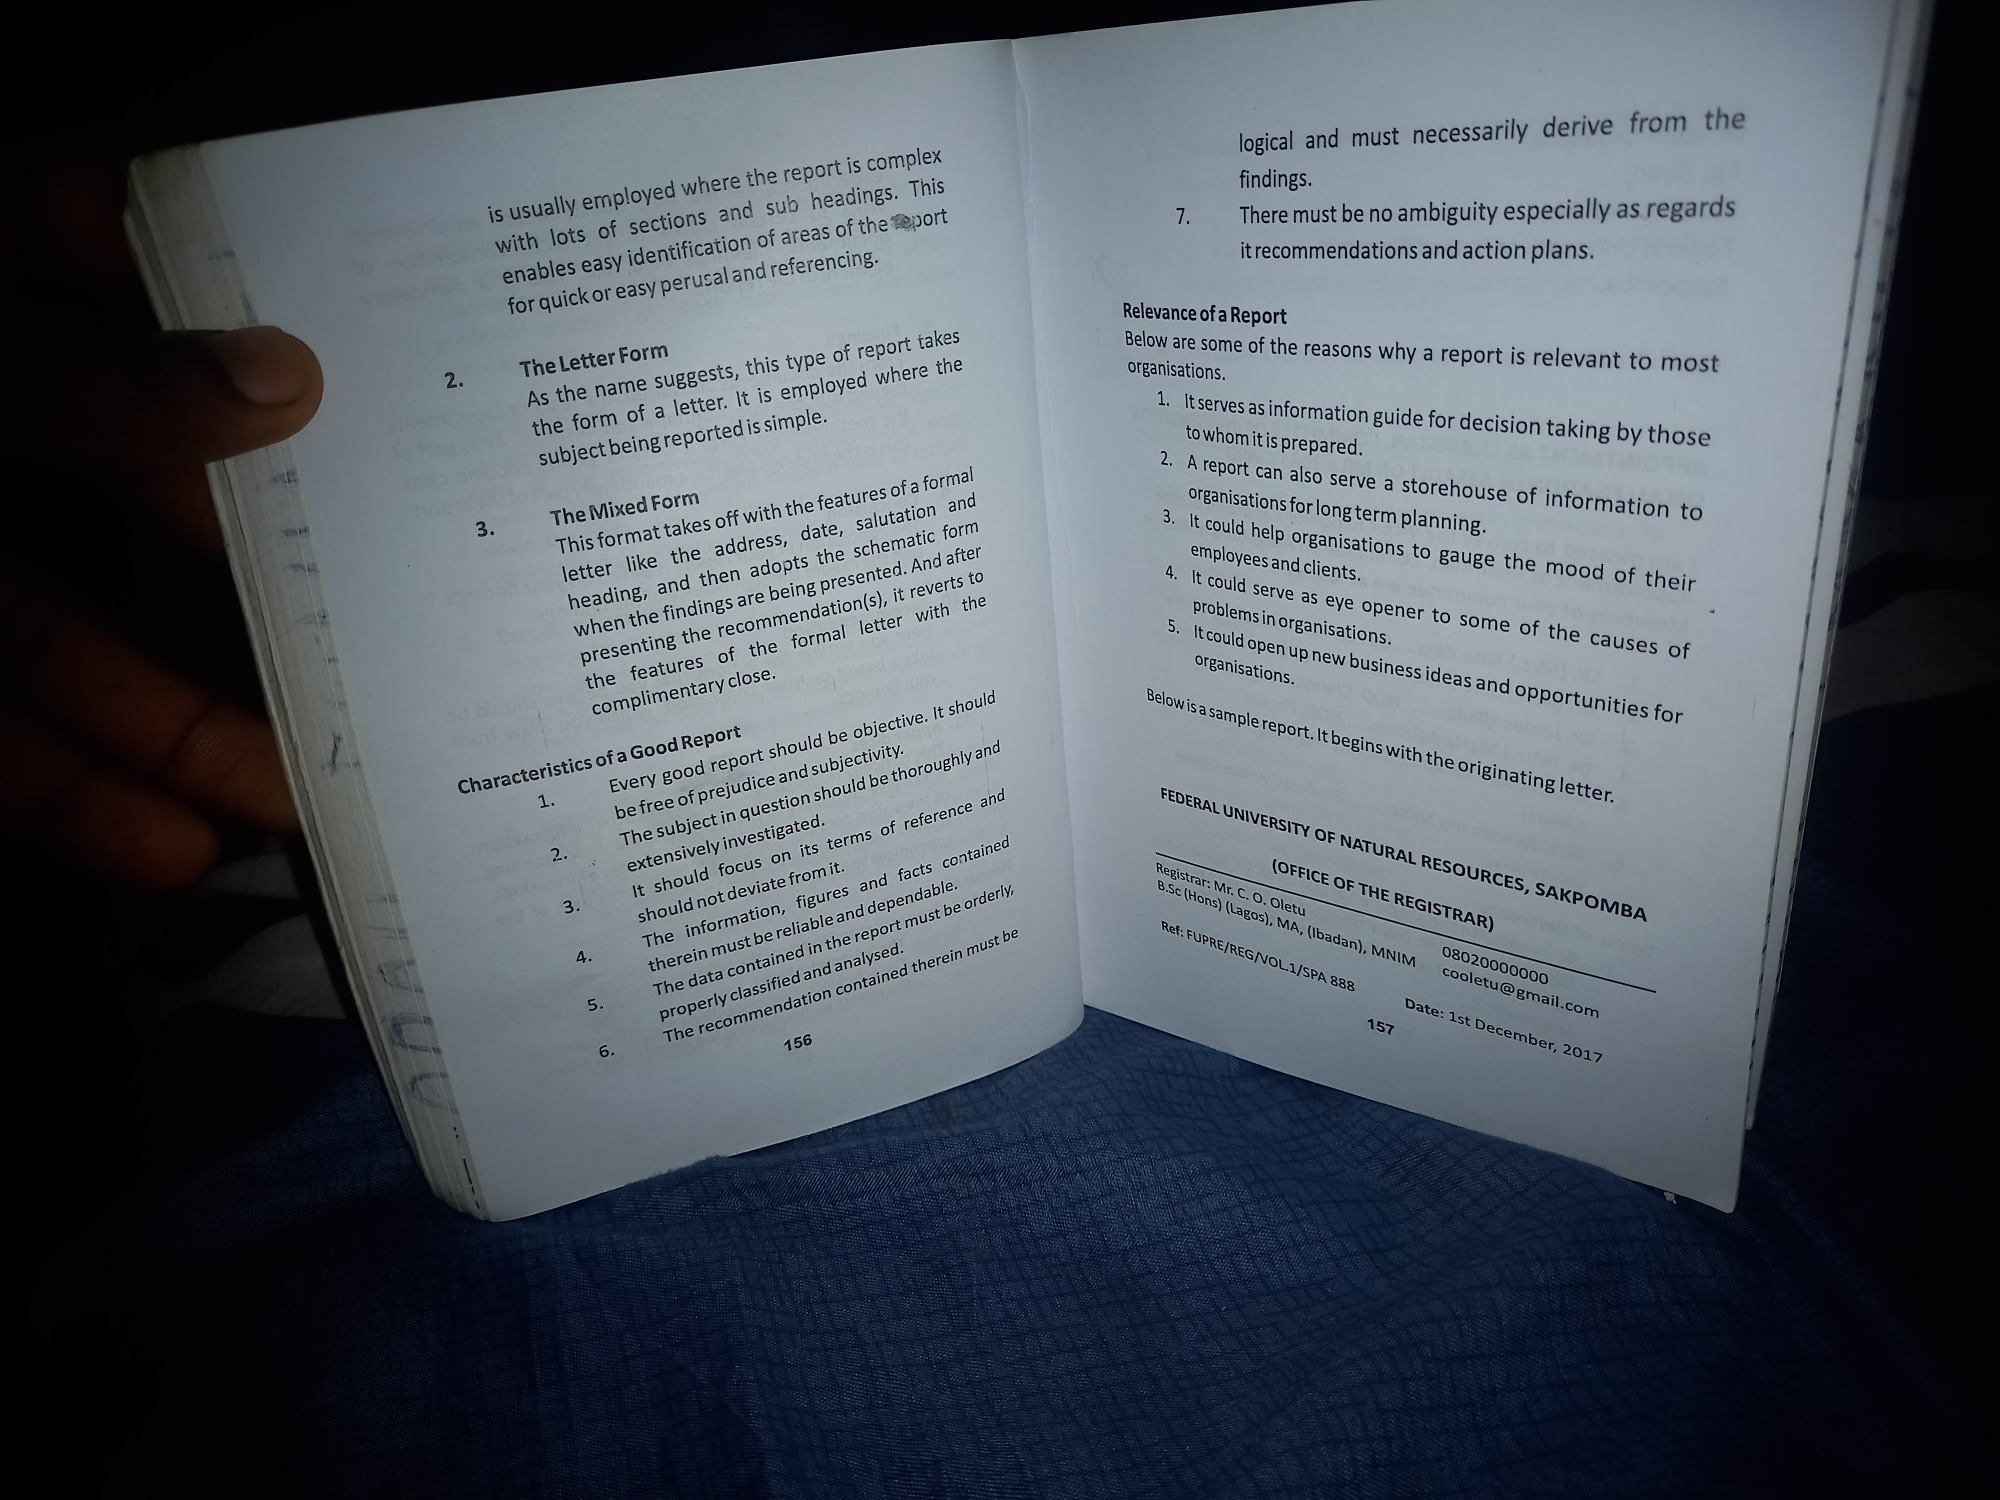 is usually employed where the report is complex
with lots of sections and sub headings. This
enables easy identification of areas of the report
for quick or easy perusal and referencing.
2. The Letter Form
As the name suggests, this type of report takes
the form of a letter. It is employed where the
subject being reported is simple.
3. The Mixed Form
This format takes off with the features of a formal
letter like the address, date, salutation and
heading, and then adopts the schematic form
when the findings are being presented. And after
presenting the recommendation(s), it reverts to
the features of the formal letter with the
complimentary close.
Characteristics of a Good Report
1. Every good report should be objective. It should
be free of prejudice and subjectivity.
2. The subject in question should be thoroughly and
extensively investigated.
3. It should focus on its terms of reference and
should not deviate from it.
4. The information, figures and facts contained
therein must be reliable and dependable.
5. The data contained in the report must be orderly,
properly classified and analysed.
6. The recommendation contained therein must be
156
logical and must necessarily derive from the
findings.
7. There must be no ambiguity especially as regards
it recommendations and action plans.
Relevance of a Report
Below are some of the reasons why a report is relevant to most
organisations.
1. It serves as information guide for decision taking by those
to whom it is prepared.
2. A report can also serve a storehouse of information to
organisations for long term planning.
3. It could help organisations to gauge the mood of their
employees and clients.
4. It could serve as eye opener to some of the causes of
problems in organisations.
5. It could open up new business ideas and opportunities for
organisations.
Below is a sample report. It begins with the originating letter.
FEDERAL UNIVERSITY OF NATURAL RESOURCES, SAKPOMBA
(OFFICE OF THE REGISTRAR)
Registrar: Mr. C. O. Oletu 08020000000
B.Sc (Hons) (Lagos), MA, (Ibadan), MNIM cooletu@gmail.com
Ref: FUPRE/REG/VOL.1/SPA 888 Date: 1st December, 2017
157